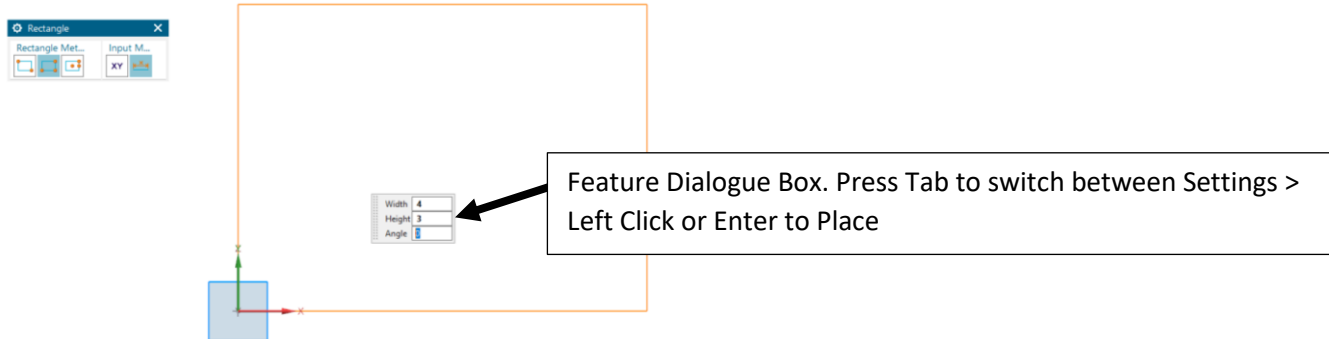 Rectangle
Rectangle Met... Input M...
XY
Width 4
Height 3
Angle 0
Feature Dialogue Box. Press Tab to switch between Settings >
Left Click or Enter to Place
Z
X